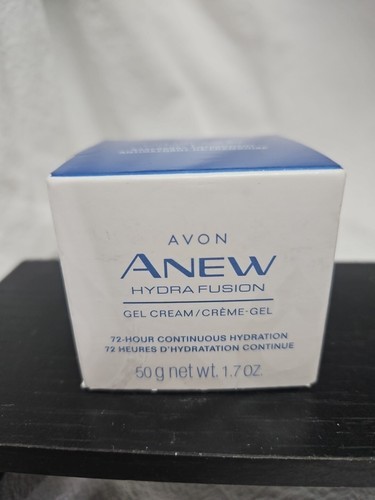 AVON
ANEW
HYDRA FUSION
GEL CREAM/CRÈME-GEL
72-HOUR CONTINUOUS HYDRATION
72 HEURES D'HYDRATATION CONTINUE
50 g net wt. 1.7 OZ.